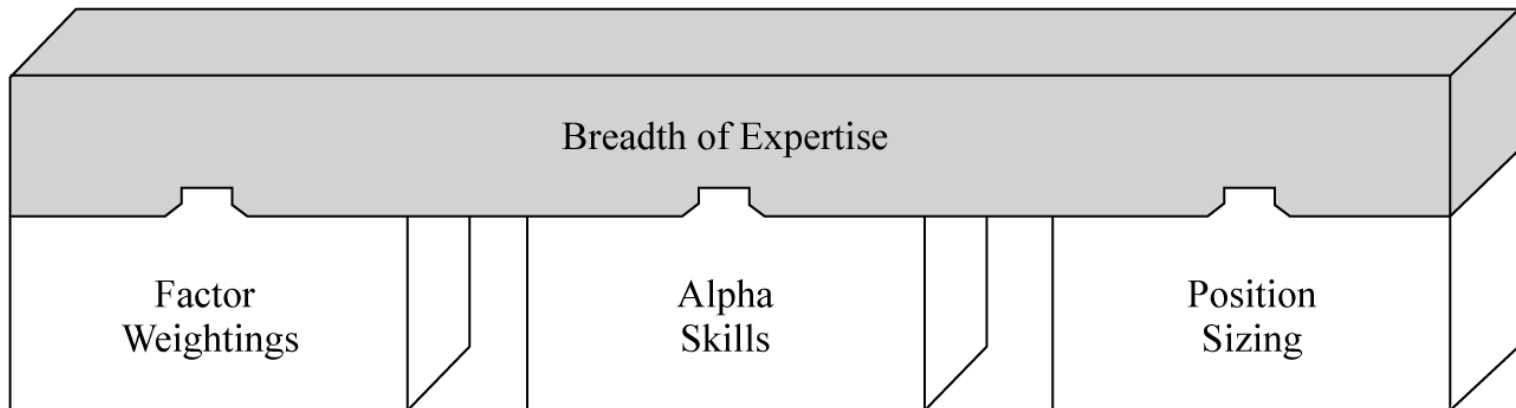 Breadth of Expertise
Factor
Weightings
Alpha
Skills
Position
Sizing